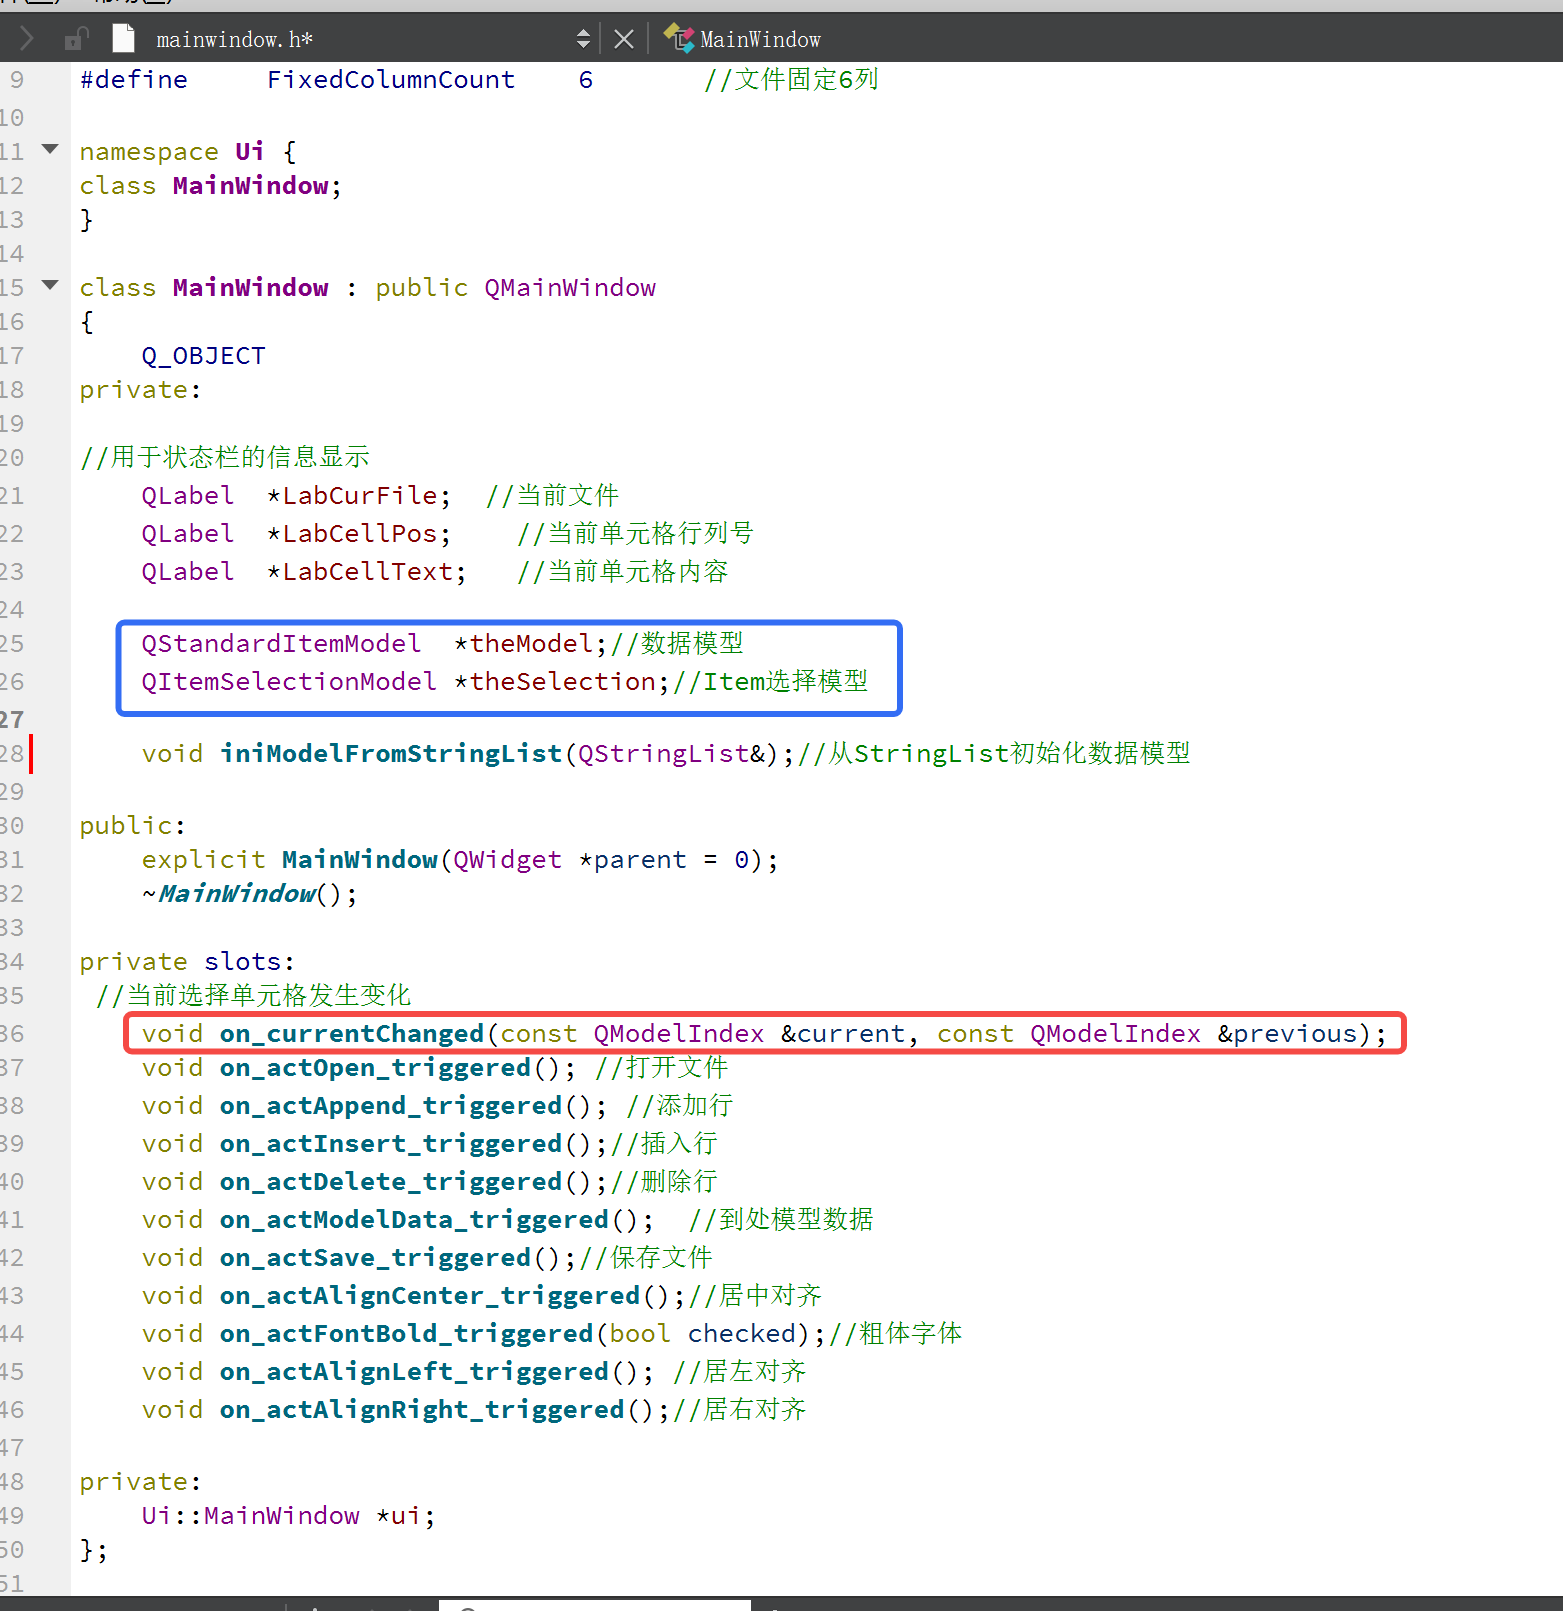 mainwindow.h* MainWindow
9 #define FixedColumnCount 6 //文件固定6列
10
11 namespace Ui {
12 class MainWindow;
13 }
14
15 class MainWindow : public QMainWindow
16 {
17 Q_OBJECT
18 private:
19
20 //用于状态栏的信息显示
21 QLabel *LabCurFile; //当前文件
22 QLabel *LabCellPos; //当前单元格行列号
23 QLabel *LabCellText; //当前单元格内容
24
25 QStandardItemModel *theModel;//数据模型
26 QItemSelectionModel *theSelection;//Item选择模型
27
28 void iniModelFromStringList(QStringList&);//从StringList初始化数据模型
29
30 public:
31 explicit MainWindow(QWidget *parent = 0);
32 ~MainWindow();
33
34 private slots:
35 //当前选择单元格发生变化
36 void on_currentChanged(const QModelIndex &current, const QModelIndex &previous);
37 void on_actOpen_triggered(); //打开文件
38 void on_actAppend_triggered(); //添加行
39 void on_actInsert_triggered();//插入行
40 void on_actDelete_triggered();//删除行
41 void on_actModelData_triggered(); //到处模型数据
42 void on_actSave_triggered();//保存文件
43 void on_actAlignCenter_triggered();//居中对齐
44 void on_actFontBold_triggered(bool checked);//粗体字体
45 void on_actAlignLeft_triggered(); //居左对齐
46 void on_actAlignRight_triggered();//居右对齐
47
48 private:
49 Ui::MainWindow *ui;
50 };
51